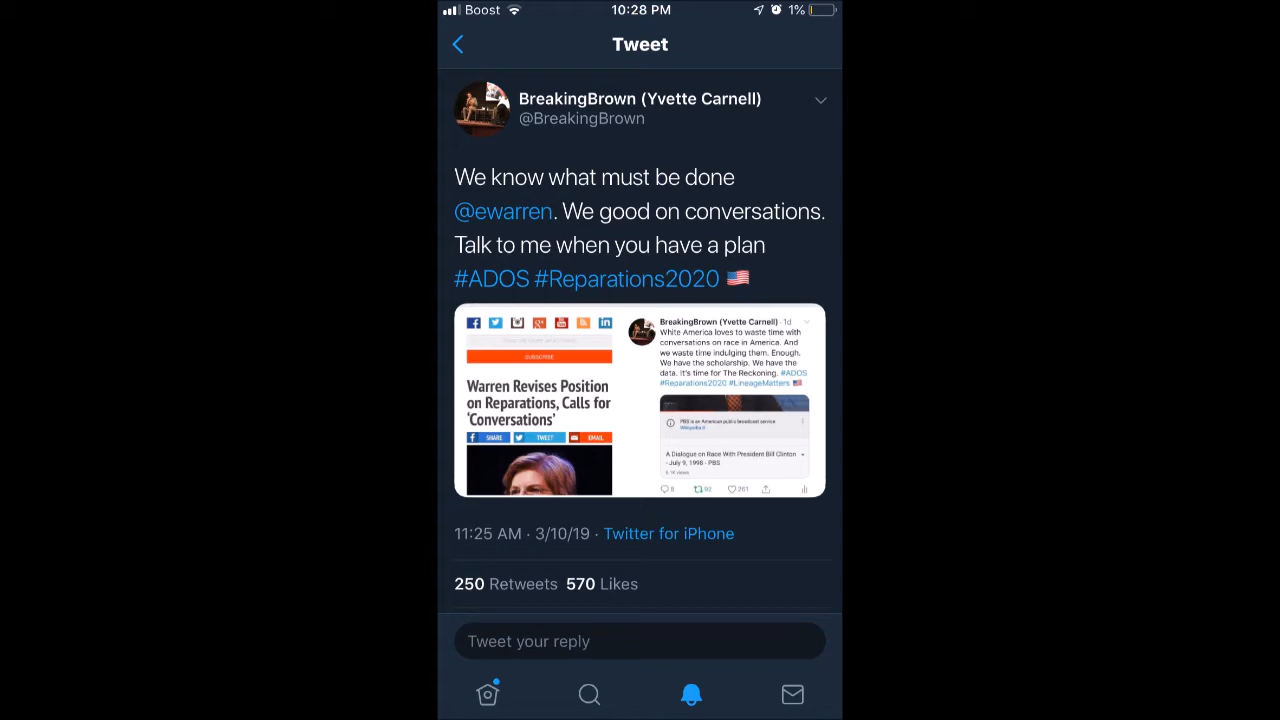 Boost
10:28 PM
1%
Tweet
BreakingBrown (Yvette Carnell)
@BreakingBrown
We know what must be done
@ewarren. We good on conversations.
Talk to me when you have a plan
#ADOS #Reparations2020
SUBSCRIBE
Warren Revises Position
on Reparations, Calls for
‘Conversations’
SHARE
TWEET
EMAIL
BreakingBrown (Yvette Carnell) · 1d
White America loves to waste time with
conversations on race in America. And
we waste time indulging them. Enough.
We have the scholarship. We have the
data. It's time for The Reckoning. #ADOS
#Reparations2020 #LineageMatters
PBS is an American public broadcast service
Wikipedia
A Dialogue on Race With President Bill Clinton
- July 9, 1998 - PBS
views
8
92
261
11:25 AM · 3/10/19 · Twitter for iPhone
250 Retweets 570 Likes
Tweet your reply